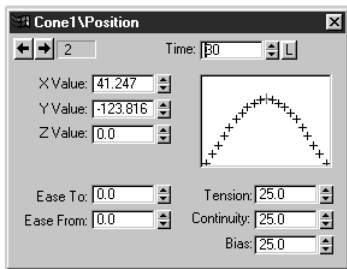 Cone1\Position
2 Time: 80 L
X Value: 41.247
Y Value: -123.816
Z Value: 0.0
Ease To: 0.0 Tension: 25.0
Ease From: 0.0 Continuity: 25.0
Bias: 25.0